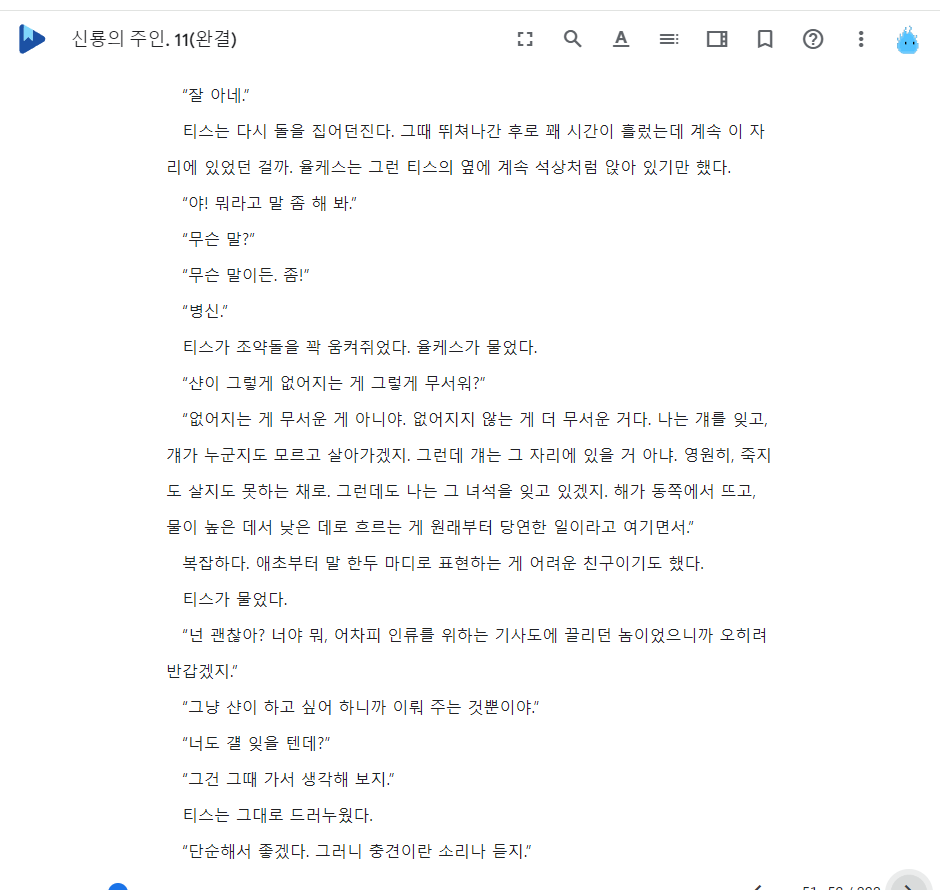 신룡의 주인. 11(완결)
“잘 아네.”
티스는 다시 돌을 집어던진다. 그때 뛰쳐나간 후로 꽤 시간이 흘렀는데 계속 이 자
리에 있었던 걸까. 율케스는 그런 티스의 옆에 계속 석상처럼 앉아 있기만 했다.
“야! 뭐라고 말 좀 해 봐.”
“무슨 말?”
“무슨 말이든. 좀!”
“병신.”
티스가 조약돌을 꽉 움켜쥐었다. 율케스가 물었다.
“샨이 그렇게 없어지는 게 그렇게 무서워?”
“없어지는 게 무서운 게 아니야. 없어지지 않는 게 더 무서운 거다. 나는 걔를 잊고,
걔가 누군지도 모르고 살아가겠지. 그런데 걔는 그 자리에 있을 거 아냐. 영원히, 죽지
도 살지도 못하는 채로. 그런데도 나는 그 녀석을 잊고 있겠지. 해가 동쪽에서 뜨고,
물이 높은 데서 낮은 데로 흐르는 게 원래부터 당연한 일이라고 여기면서.”
복잡하다. 애초부터 말 한두 마디로 표현하는 게 어려운 친구이기도 했다.
티스가 물었다.
“넌 괜찮아? 너야 뭐, 어차피 인류를 위하는 기사도에 끌리던 놈이었으니까 오히려
반갑겠지.”
“그냥 샨이 하고 싶어 하니까 이뤄 주는 것뿐이야.”
“너도 걜 잊을 텐데?”
“그건 그때 가서 생각해 보지.”
티스는 그대로 드러누웠다.
“단순해서 좋겠다. 그러니 충견이란 소리나 듣지.”